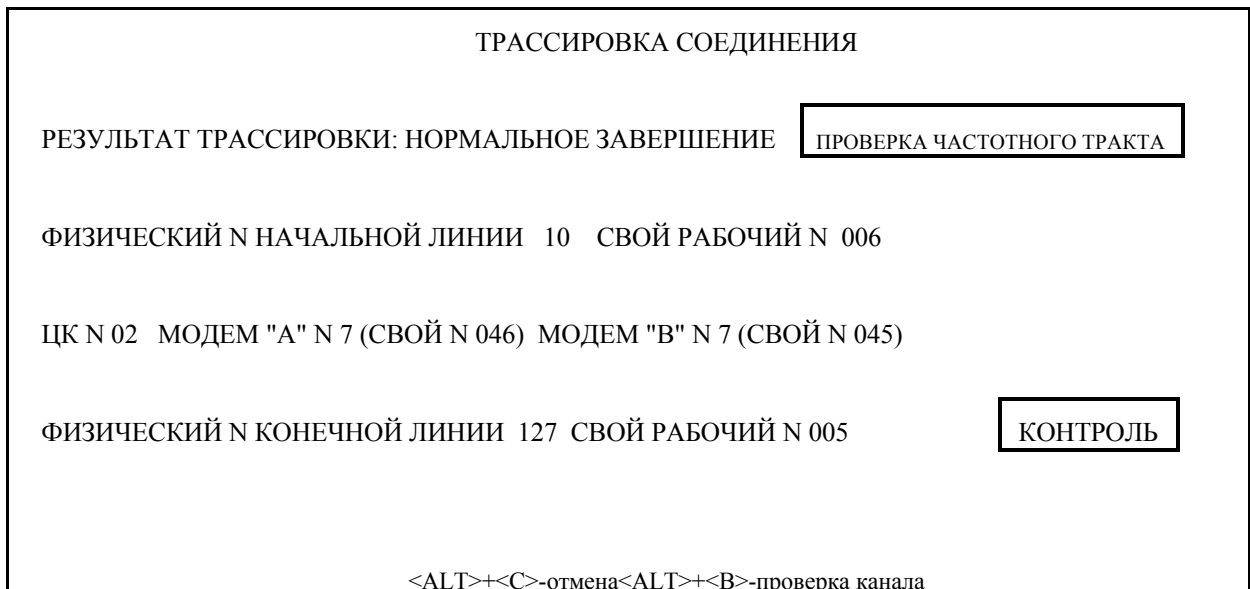 ТРАССИРОВКА СОЕДИНЕНИЯ
РЕЗУЛЬТАТ ТРАССИРОВКИ: НОРМАЛЬНОЕ ЗАВЕРШЕНИЕ ПРОВЕРКА ЧАСТОТНОГО ТРАКТА
ФИЗИЧЕСКИЙ N НАЧАЛЬНОЙ ЛИНИИ 10 СВОЙ РАБОЧИЙ N 006
ЦК N 02 МОДЕМ "А" N 7 (СВОЙ N 046) МОДЕМ "В" N 7 (СВОЙ N 045)
ФИЗИЧЕСКИЙ N КОНЕЧНОЙ ЛИНИИ 127 СВОЙ РАБОЧИЙ N 005 КОНТРОЛЬ
<ALT>+<C>-отмена<ALT>+<B>-проверка канала